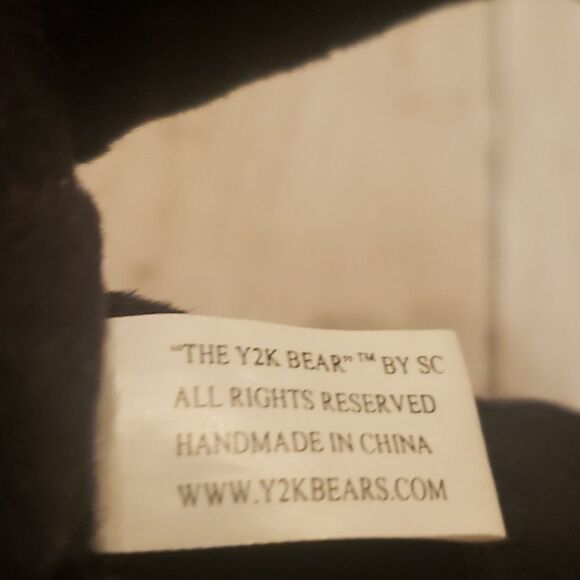 "THE Y2K BEAR"™ BY SC
ALL RIGHTS RESERVED
HANDMADE IN CHINA
WWW.Y2KBEARS.COM